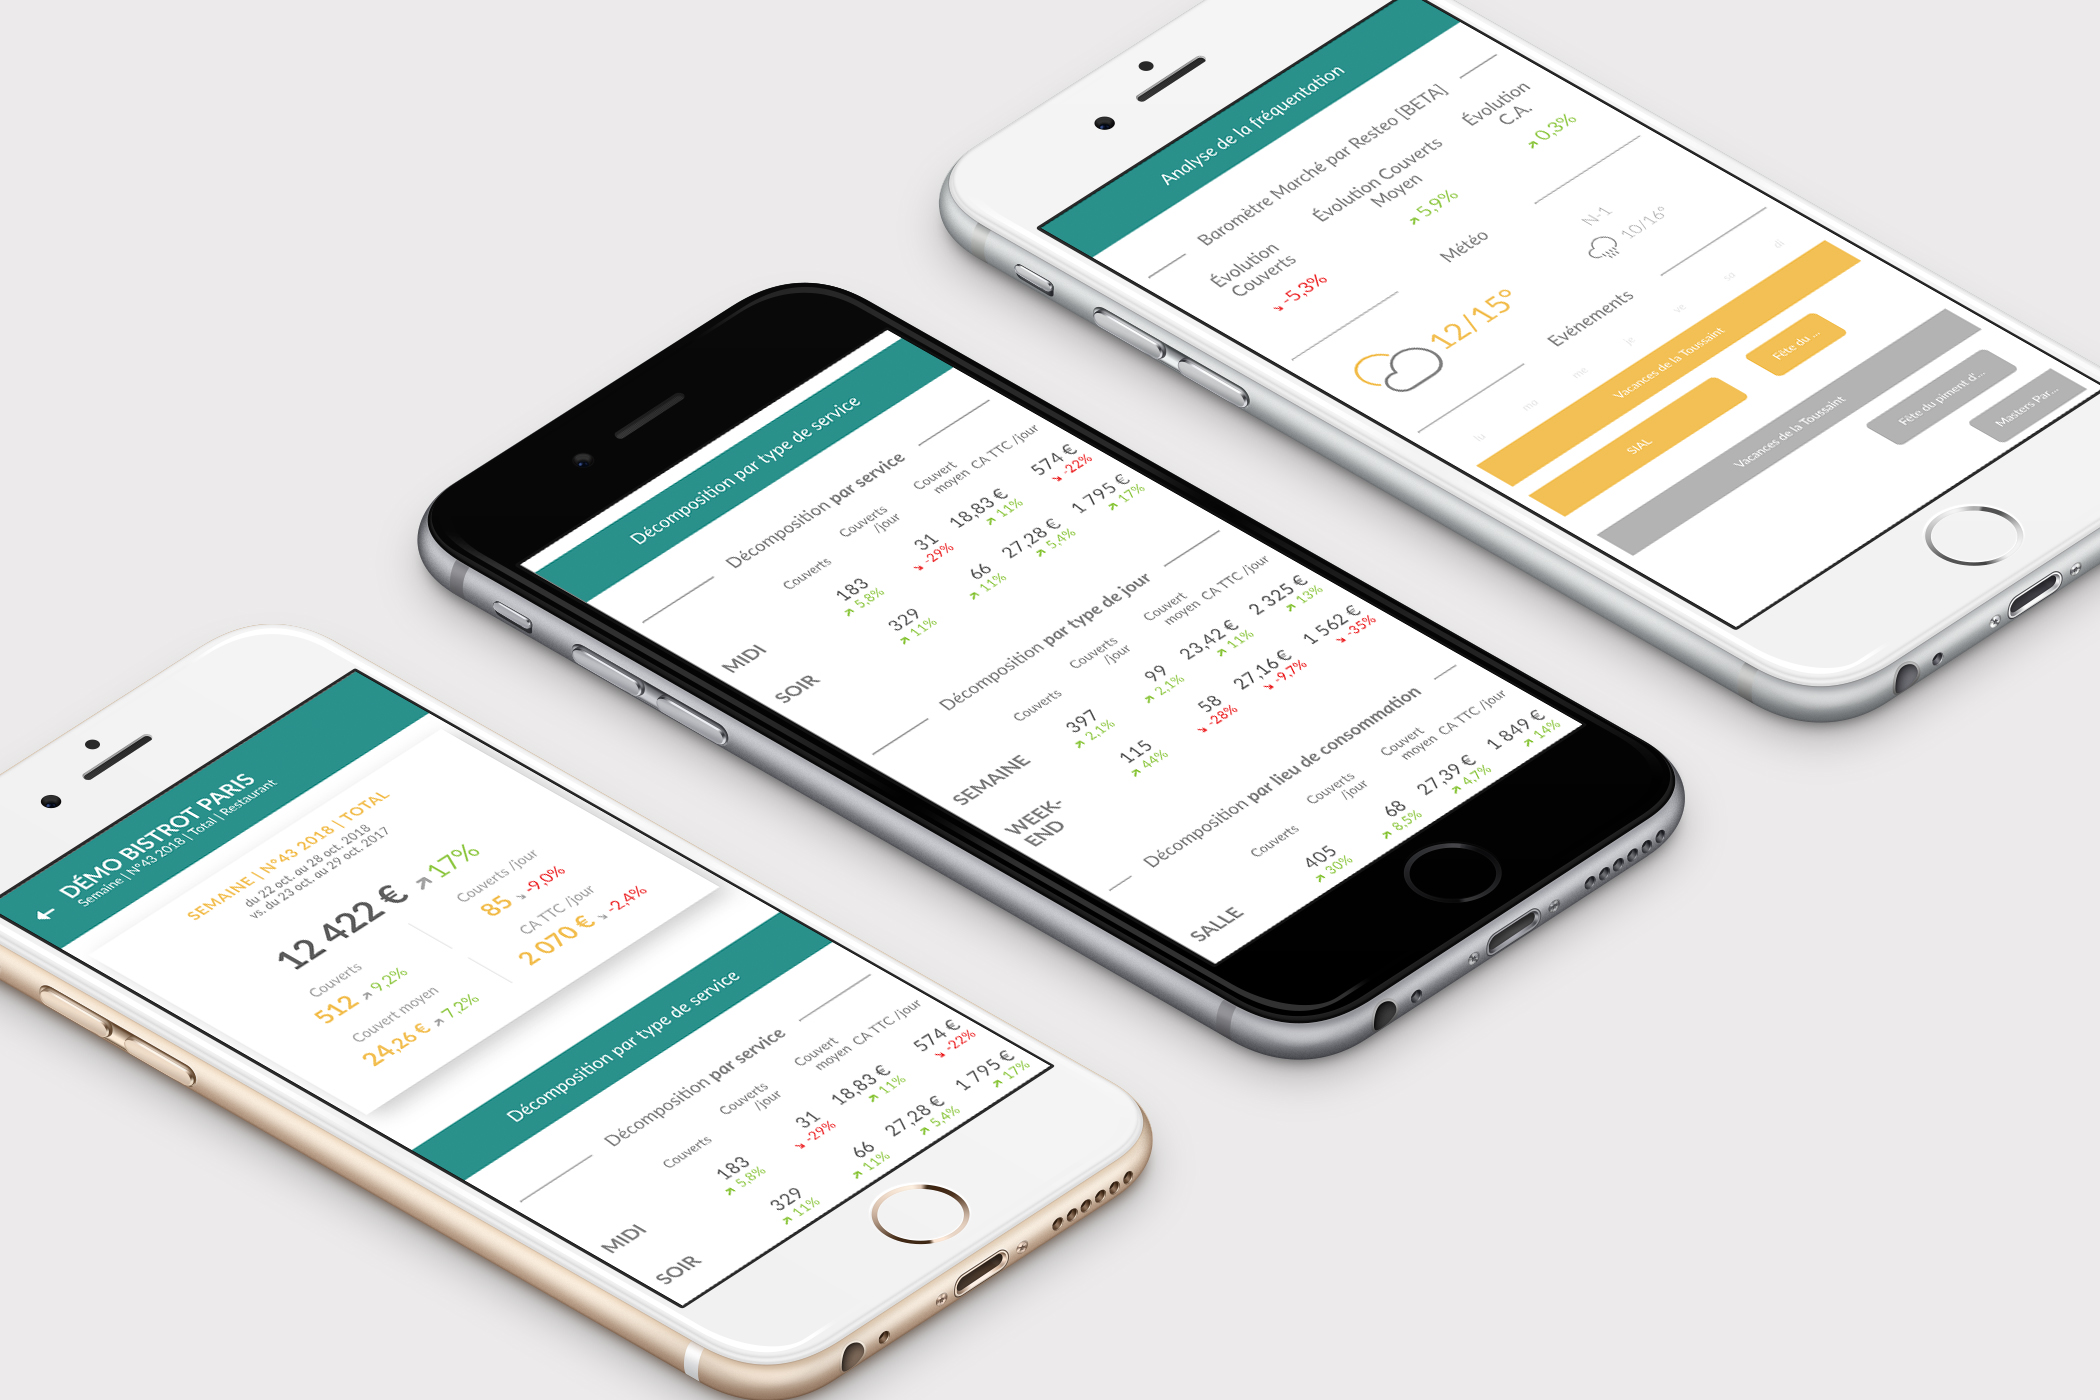 DÉMO BISTROT PARIS
Semaine | N°43 2018 | Total | Restaurant
SEMAINE | N°43 2018 | TOTAL
du 22 oct. au 28 oct. 2018
vs. du 23 oct. au 29 oct. 2017
12 422 € 17%
Couverts
512 9,2%
Couverts /jour
85 -9,0%
Couvert moyen
24,26 € 7,2%
CA TTC /jour
2 070 € -2,4%
Décomposition par type de service
Décomposition par service
Couverts
Couverts /jour
Couvert moyen
CA TTC /jour
MIDI
183
5,8%
31
-29%
18,83 €
11%
574 €
-22%
SOIR
329
11%
66
11%
27,28 €
5,4%
1 795 €
17%
Décomposition par type de service
Décomposition par service
Couverts
Couverts /jour
Couvert moyen
CA TTC /jour
MIDI
183
5,8%
31
-29%
18,83 €
11%
574 €
-22%
SOIR
329
11%
66
11%
27,28 €
5,4%
1 795 €
17%
Décomposition par type de jour
Couverts
Couverts /jour
Couvert moyen
CA TTC /jour
SEMAINE
397
2,1%
99
2,1%
23,42 €
11%
2 325 €
13%
WEEK-
END
115
44%
58
-28%
27,16 €
-9,7%
1 562 €
-35%
Décomposition par lieu de consommation
Couverts
Couverts /jour
Couvert moyen
CA TTC /jour
SALLE
405
30%
68
8,5%
27,39 €
4,7%
1 849 €
14%
Analyse de la fréquentation
Baromètre Marché par Resteo [BETA]
Évolution
Couverts
-5,3%
Évolution Couverts
Moyen
5,9%
Évolution
C.A.
0,3%
Météo
12/15°
N-1
10/16°
Evénements
lu ma me je ve sa di
Vacances de la Toussaint
SIAL
Fête du ...
Vacances de la Toussaint
Fête du piment d'...
Masters Par...